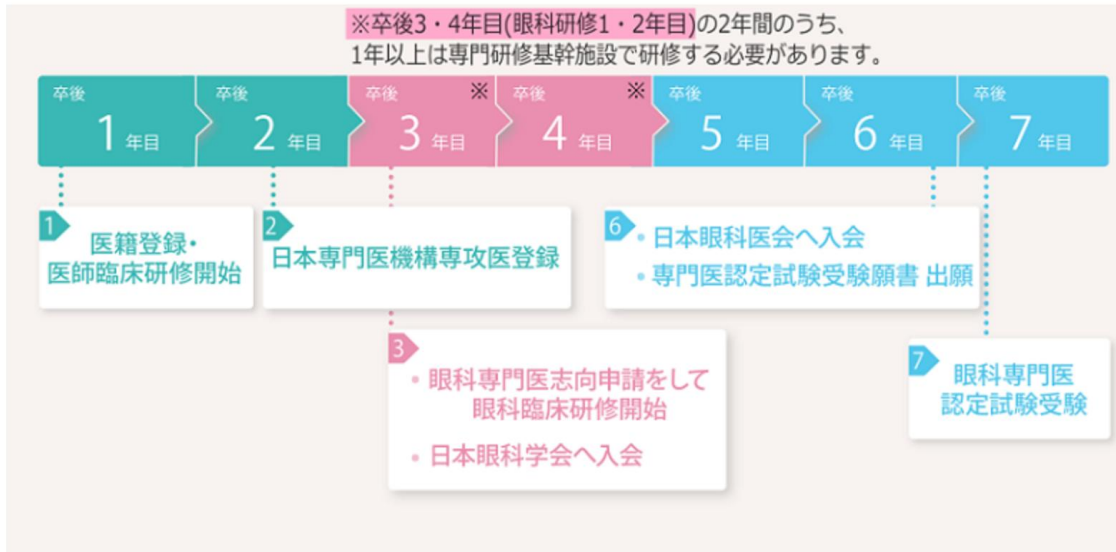 ※卒後3・4年目(眼科研修1・2年目)の2年間のうち、
1年以上は専門研修基幹施設で研修する必要があります。
卒後
1年目
卒後
2年目
卒後 ※
3年目
卒後 ※
4年目
卒後
5年目
卒後
6年目
卒後
7年目
1
医籍登録・
医師臨床研修開始
2
日本専門医機構専攻医登録
6
• 日本眼科医会へ入会
• 専門医認定試験受験願書 出願
3
• 眼科専門医志向申請をして
眼科臨床研修開始
• 日本眼科学会へ入会
7
眼科専門医
認定試験受験